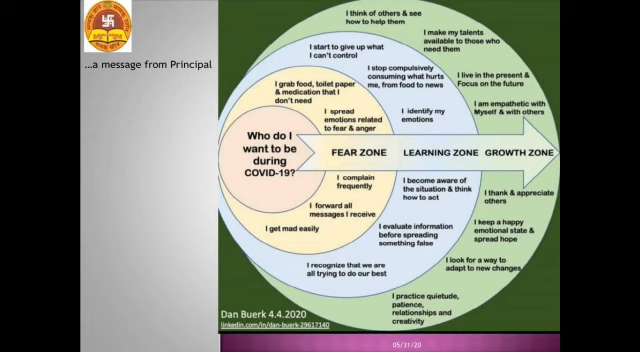 ...a message from Principal
I think of others & see
how to help them
I make my talents
available to those who
need them
I start to give up what
I can't control
I stop compulsively
consuming what hurts
me, from food to news
I live in the present &
Focus on the future
I grab food, toilet paper
& medication that I
don't need
I am empathetic with
Myself & with others
I spread
emotions related
to fear & anger
I identify my
emotions
Who do I
want to be
during
COVID-19?
FEAR ZONE
LEARNING ZONE
GROWTH ZONE
I complain
frequently
I become aware of
the situation & think
how to act
I thank & appreciate
others
I forward all
messages I receive
I get mad easily
I evaluate information
before spreading
something false
I keep a happy
emotional state &
spread hope
I recognize that we are
all trying to do our best
I look for a way to
adapt to new changes
I practice quietude,
patience,
relationships and
creativity
Dan Buerk 4.4.2020
linkedin.com/in/dan-buerk-29617140
05/31/20